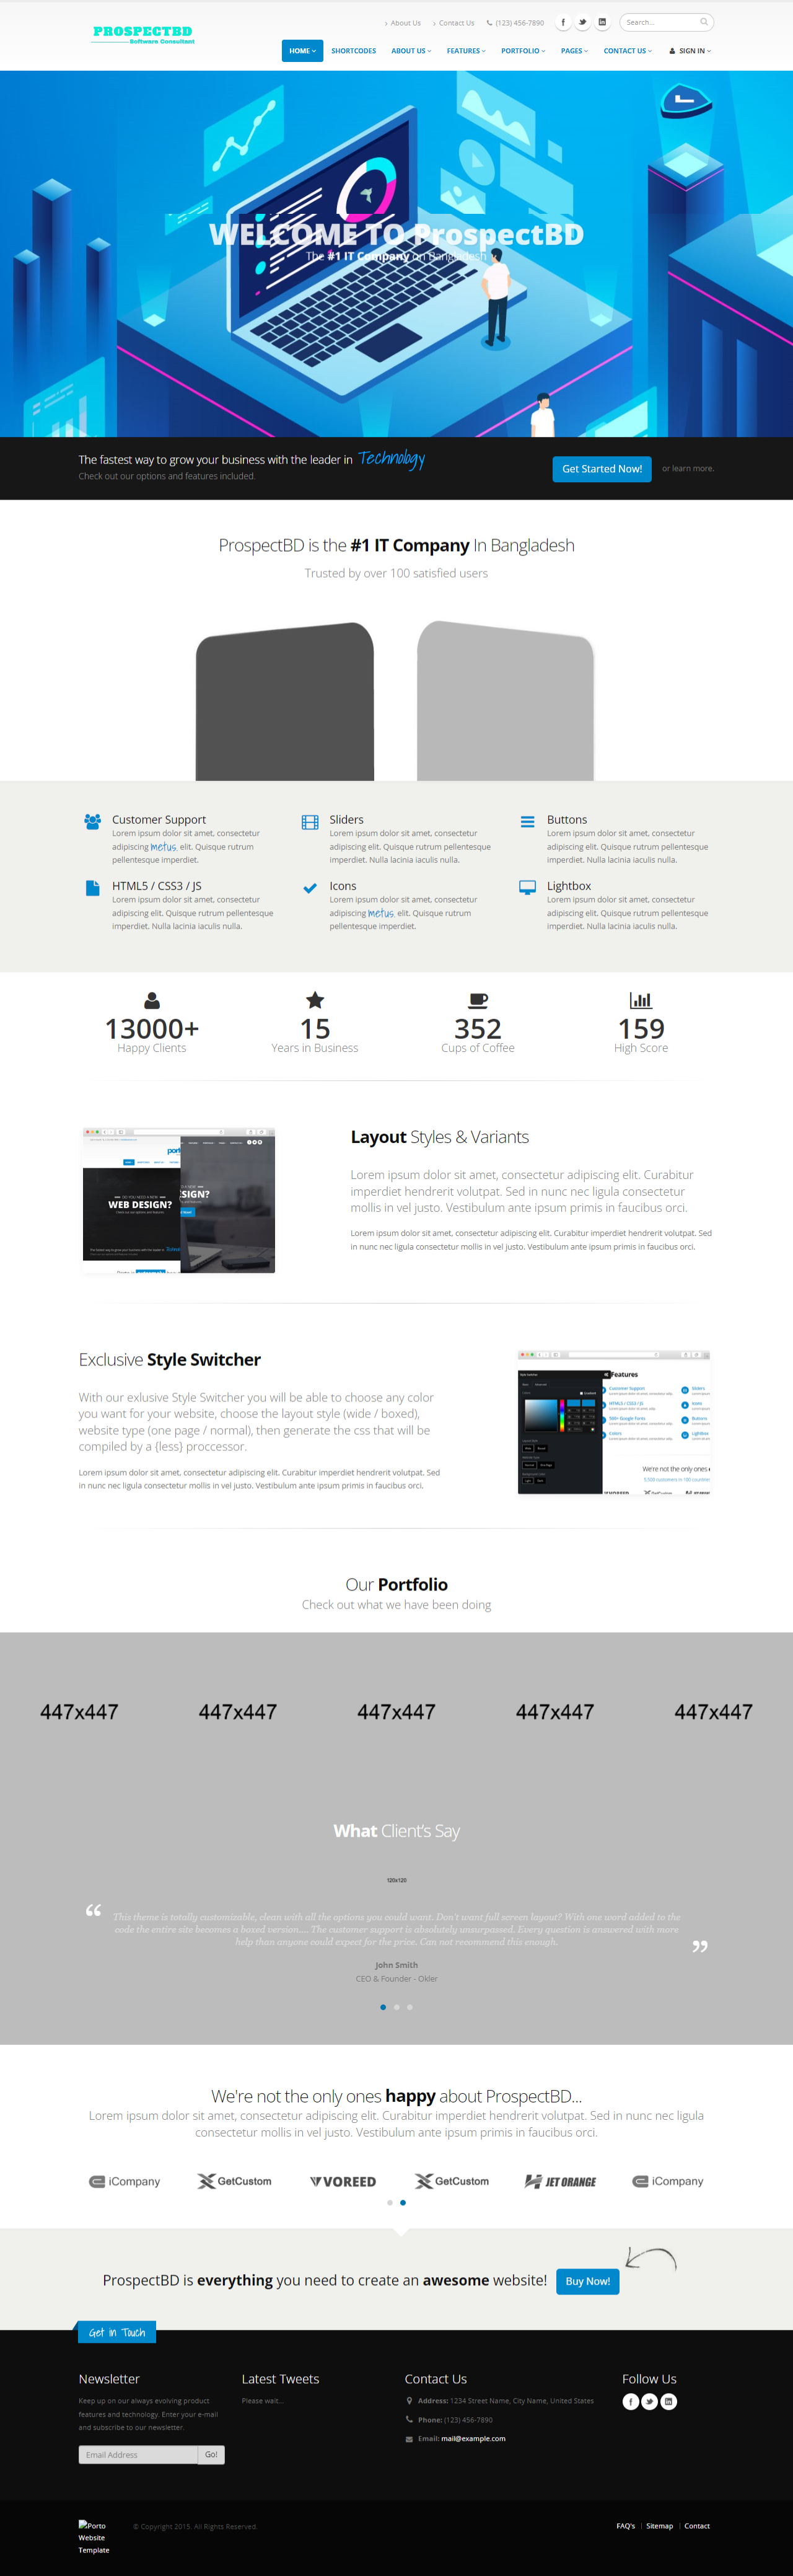 PROSPECTBD
Software Consultant
About Us
Contact Us
(123) 456-7890
Search...
HOME
SHORTCODES
ABOUT US
FEATURES
PORTFOLIO
PAGES
CONTACT US
SIGN IN
WELCOME TO ProspectBD
The #1 IT Company on Bangladesh
The fastest way to grow your business with the leader in Technology
Check out our options and features included.
Get Started Now!
or learn more.
ProspectBD is the #1 IT Company In Bangladesh
Trusted by over 100 satisfied users
Customer Support
Lorem ipsum dolor sit amet, consectetur
adipiscing metus. elit. Quisque rutrum
pellentesque imperdiet.
Sliders
Lorem ipsum dolor sit amet, consectetur
adipiscing elit. Quisque rutrum pellentesque
imperdiet. Nulla lacinia iaculis nulla.
Buttons
Lorem ipsum dolor sit amet, consectetur
adipiscing elit. Quisque rutrum pellentesque
imperdiet. Nulla lacinia iaculis nulla.
HTML5 / CSS3 / JS
Lorem ipsum dolor sit amet, consectetur
adipiscing elit. Quisque rutrum pellentesque
imperdiet. Nulla lacinia iaculis nulla.
Icons
Lorem ipsum dolor sit amet, consectetur
adipiscing metus. elit. Quisque rutrum
pellentesque imperdiet.
Lightbox
Lorem ipsum dolor sit amet, consectetur
adipiscing elit. Quisque rutrum pellentesque
imperdiet. Nulla lacinia iaculis nulla.
13000+
Happy Clients
15
Years in Business
352
Cups of Coffee
159
High Score
WEB DESIGN?
SIGN?
Layout Styles & Variants
Lorem ipsum dolor sit amet, consectetur adipiscing elit. Curabitur
imperdiet hendrerit volutpat. Sed in nunc nec ligula consectetur
mollis in vel justo. Vestibulum ante ipsum primis in faucibus orci.
Lorem ipsum dolor sit amet, consectetur adipiscing elit. Curabitur imperdiet hendrerit volutpat. Sed
in nunc nec ligula consectetur mollis in vel justo. Vestibulum ante ipsum primis in faucibus orci.
Exclusive Style Switcher
With our exlusive Style Switcher you will be able to choose any color
you want for your website, choose the layout style (wide / boxed),
website type (one page / normal), then generate the css that will be
compiled by a {less} proccessor.
Lorem ipsum dolor sit amet, consectetur adipiscing elit. Curabitur imperdiet hendrerit volutpat. Sed
in nunc nec ligula consectetur mollis in vel justo. Vestibulum ante ipsum primis in faucibus orci.
Features
Customer Support
Sliders
HTML5 / CSS3 / JS
Icons
500+ Google Fonts
Buttons
Colors
Lightbox
We're not the only ones
Our Portfolio
Check out what we have been doing
447x447
447x447
447x447
447x447
447x447
What Client's Say
120x120
“ This theme is totally customizable, clean with all the options you could want. Don't want full screen layout? With one word added to the
code the entire site becomes a boxed version.... The customer support is absolutely unsurpassed. Every question is answered with more
help than anyone could expect for the price. Can not recommend this enough. ”
John Smith
CEO & Founder - Okler
We're not the only ones happy about ProspectBD...
Lorem ipsum dolor sit amet, consectetur adipiscing elit. Curabitur imperdiet hendrerit volutpat. Sed in nunc nec ligula
consectetur mollis in vel justo. Vestibulum ante ipsum primis in faucibus orci.
iCompany
GetCustom
VOREED
GetCustom
JET ORANGE
iCompany
ProspectBD is everything you need to create an awesome website!
Buy Now!
Get in Touch
Newsletter
Keep up on our always evolving product
features and technology. Enter your e-mail
and subscribe to our newsletter.
Email Address
Go!
Latest Tweets
Please wait...
Contact Us
Address: 1234 Street Name, City Name, United States
Phone: (123) 456-7890
Email: mail@example.com
Follow Us
Porto
Website
Template
© Copyright 2015. All Rights Reserved.
FAQ's
Sitemap
Contact